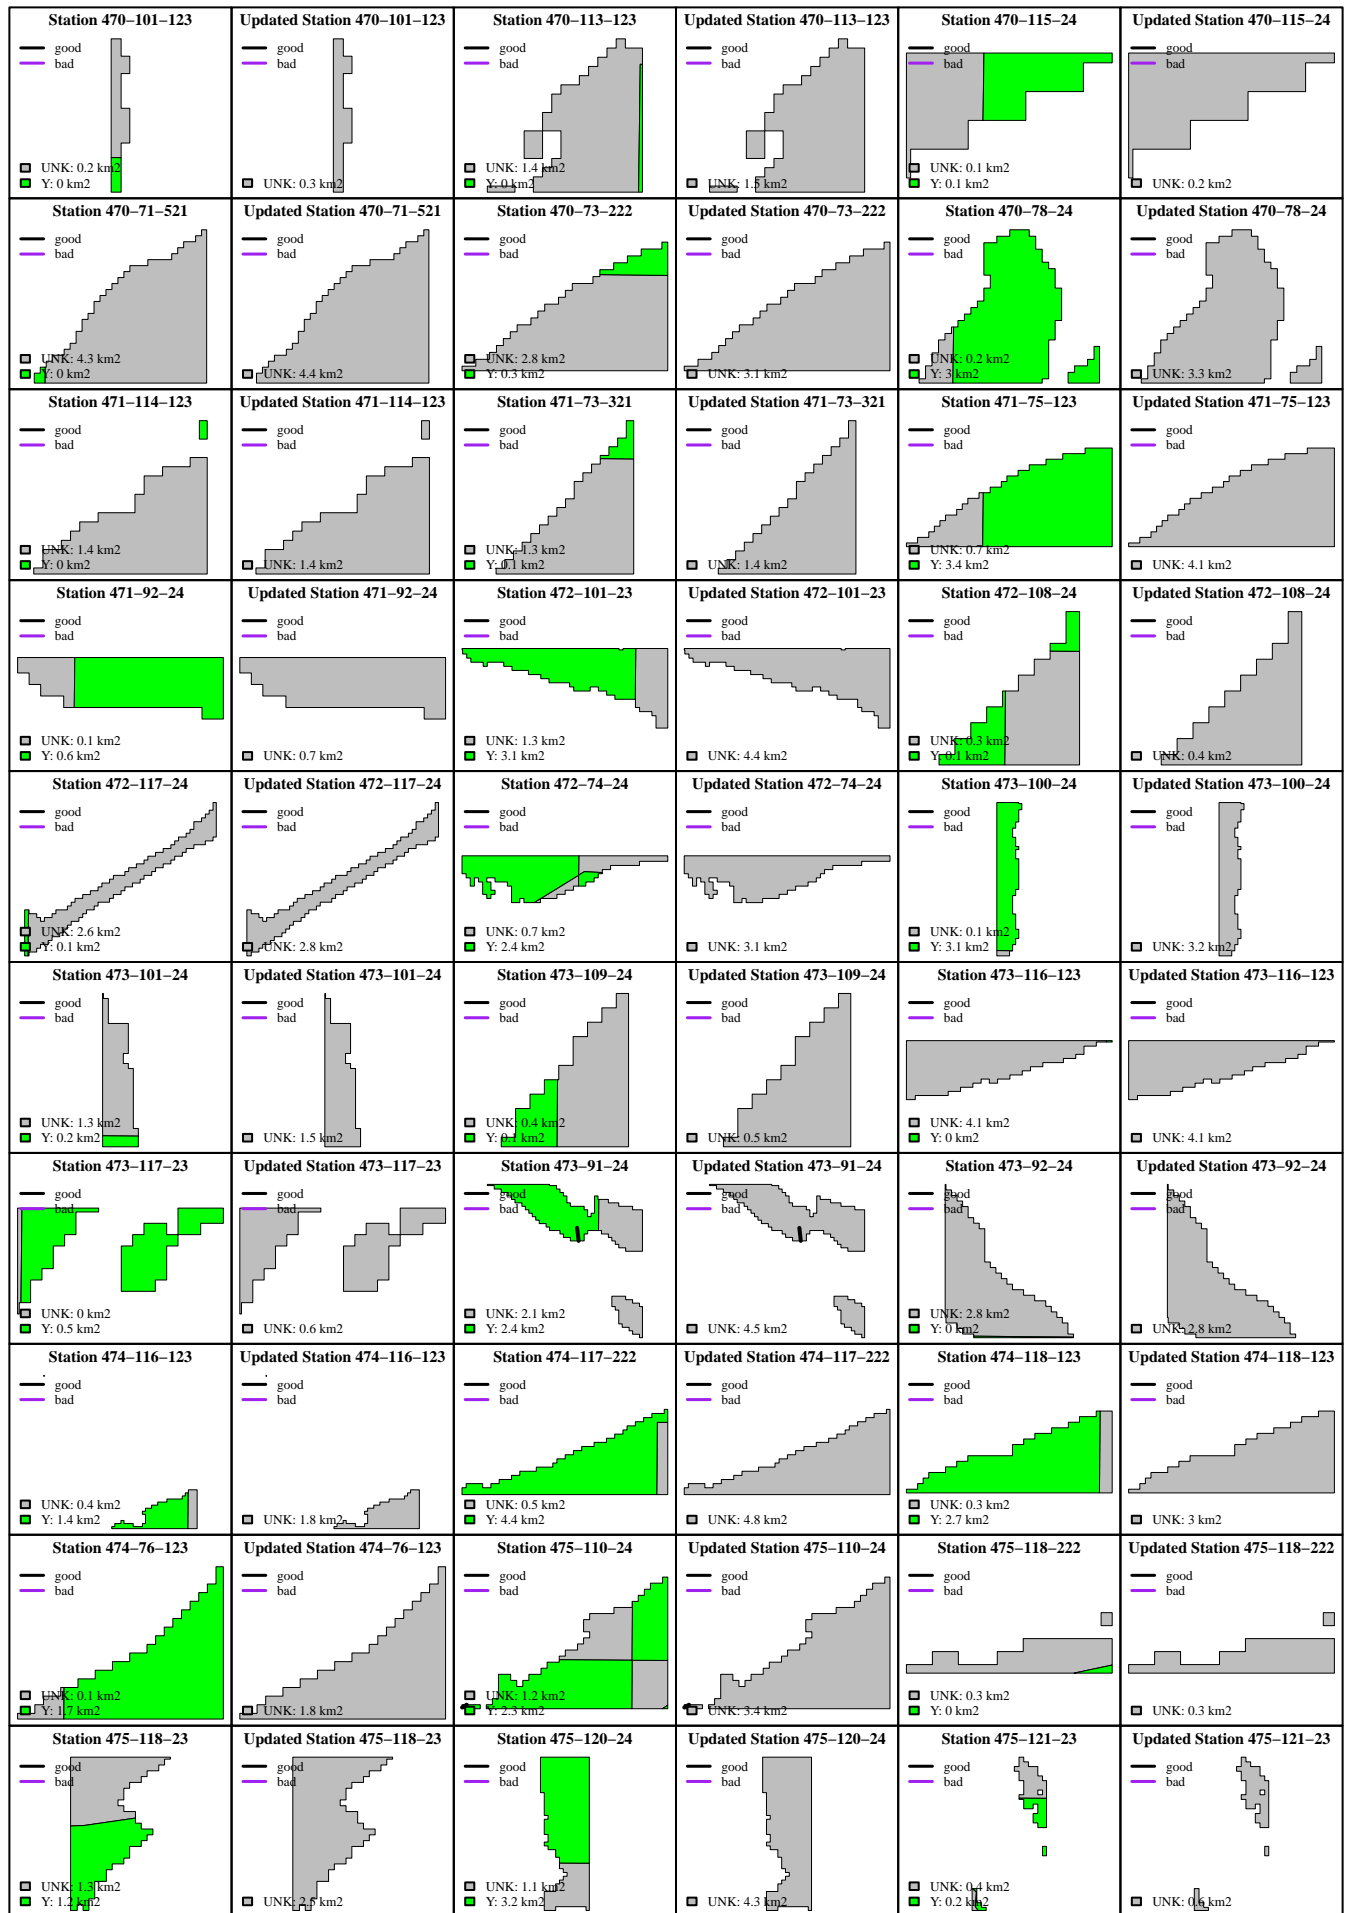 Station 470−101−123
good
bad
UNK: 0.2 km2
Y: 0 km2
Updated Station 470−101−123
good
bad
UNK: 0.3 km2
Station 470−113−123
good
bad
UNK: 1.4 km2
Y: 0 km2
Updated Station 470−113−123
good
bad
UNK: 1.5 km2
Station 470−115−24
good
bad
UNK: 0.1 km2
Y: 0.1 km2
Updated Station 470−115−24
good
bad
UNK: 0.2 km2
Station 470−71−521
good
bad
UNK: 4.3 km2
Y: 0 km2
Updated Station 470−71−521
good
bad
UNK: 4.4 km2
Station 470−73−222
good
bad
UNK: 2.8 km2
Y: 0.3 km2
Updated Station 470−73−222
good
bad
UNK: 3.1 km2
Station 470−78−24
good
bad
UNK: 0.2 km2
Y: 3 km2
Updated Station 470−78−24
good
bad
UNK: 3.3 km2
Station 471−114−123
good
bad
UNK: 1.4 km2
Y: 0 km2
Updated Station 471−114−123
good
bad
UNK: 1.4 km2
Station 471−73−321
good
bad
UNK: 1.3 km2
Y: 0.1 km2
Updated Station 471−73−321
good
bad
UNK: 1.4 km2
Station 471−75−123
good
bad
UNK: 0.7 km2
Y: 3.4 km2
Updated Station 471−75−123
good
bad
UNK: 4.1 km2
Station 471−92−24
good
bad
UNK: 0.1 km2
Y: 0.6 km2
Updated Station 471−92−24
good
bad
UNK: 0.7 km2
Station 472−101−23
good
bad
UNK: 1.3 km2
Y: 3.1 km2
Updated Station 472−101−23
good
bad
UNK: 4.4 km2
Station 472−108−24
good
bad
UNK: 0.3 km2
Y: 0.1 km2
Updated Station 472−108−24
good
bad
UNK: 0.4 km2
Station 472−117−24
good
bad
UNK: 2.6 km2
Y: 0.1 km2
Updated Station 472−117−24
good
bad
UNK: 2.8 km2
Station 472−74−24
good
bad
UNK: 0.7 km2
Y: 2.4 km2
Updated Station 472−74−24
good
bad
UNK: 3.1 km2
Station 473−100−24
good
bad
UNK: 0.1 km2
Y: 3.1 km2
Updated Station 473−100−24
good
bad
UNK: 3.2 km2
Station 473−101−24
good
bad
UNK: 1.3 km2
Y: 0.2 km2
Updated Station 473−101−24
good
bad
UNK: 1.5 km2
Station 473−109−24
good
bad
UNK: 0.4 km2
Y: 0.1 km2
Updated Station 473−109−24
good
bad
UNK: 0.5 km2
Station 473−116−123
good
bad
UNK: 4.1 km2
Y: 0 km2
Updated Station 473−116−123
good
bad
UNK: 4.1 km2
Station 473−117−23
good
bad
UNK: 0 km2
Y: 0.5 km2
Updated Station 473−117−23
good
bad
UNK: 0.6 km2
Station 473−91−24
good
bad
UNK: 2.1 km2
Y: 2.4 km2
Updated Station 473−91−24
good
bad
UNK: 4.5 km2
Station 473−92−24
good
bad
UNK: 2.8 km2
Y: 0 km2
Updated Station 473−92−24
good
bad
UNK: 2.8 km2
Station 474−116−123
good
bad
UNK: 0.4 km2
Y: 1.4 km2
Updated Station 474−116−123
good
bad
UNK: 1.8 km2
Station 474−117−222
good
bad
UNK: 0.5 km2
Y: 4.4 km2
Updated Station 474−117−222
good
bad
UNK: 4.8 km2
Station 474−118−123
good
bad
UNK: 0.3 km2
Y: 2.7 km2
Updated Station 474−118−123
good
bad
UNK: 3 km2
Station 474−76−123
good
bad
UNK: 0.1 km2
Y: 1.7 km2
Updated Station 474−76−123
good
bad
UNK: 1.8 km2
Station 475−110−24
good
bad
UNK: 1.2 km2
Y: 2.3 km2
Updated Station 475−110−24
good
bad
UNK: 3.4 km2
Station 475−118−222
good
bad
UNK: 0.3 km2
Y: 0 km2
Updated Station 475−118−222
good
bad
UNK: 0.3 km2
Station 475−118−23
good
bad
UNK: 1.3 km2
Y: 1.2 km2
Updated Station 475−118−23
good
bad
UNK: 2.5 km2
Station 475−120−24
good
bad
UNK: 1.1 km2
Y: 3.2 km2
Updated Station 475−120−24
good
bad
UNK: 4.3 km2
Station 475−121−23
good
bad
UNK: 0.4 km2
Y: 0.2 km2
Updated Station 475−121−23
good
bad
UNK: 0.6 km2